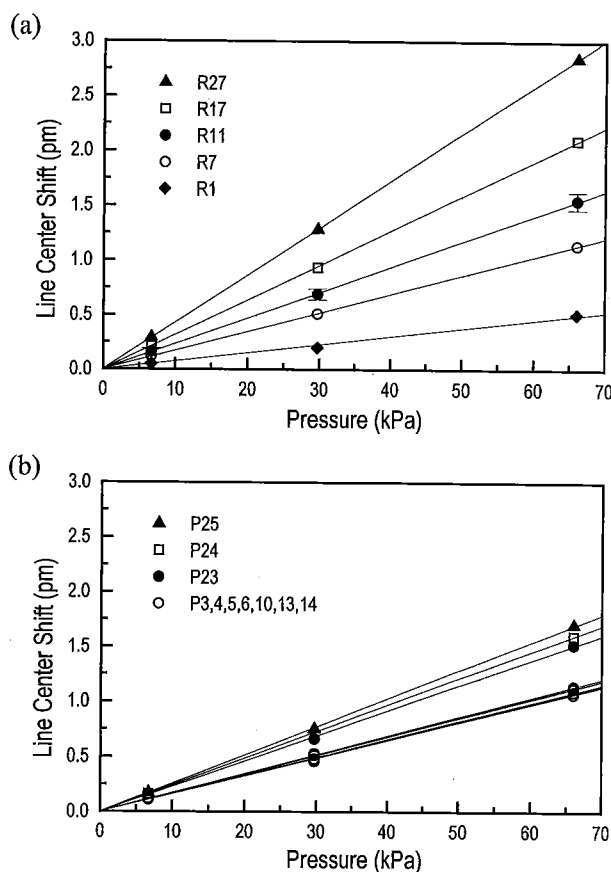 (a)
3.0
2.5
2.0
1.5
1.0
0.5
0.0
Line Center Shift (pm)
R27
R17
R11
R7
R1
0 10 20 30 40 50 60 70
Pressure (kPa)
(b)
3.0
2.5
2.0
1.5
1.0
0.5
0.0
Line Center Shift (pm)
P25
P24
P23
P3,4,5,6,10,13,14
0 10 20 30 40 50 60 70
Pressure (kPa)